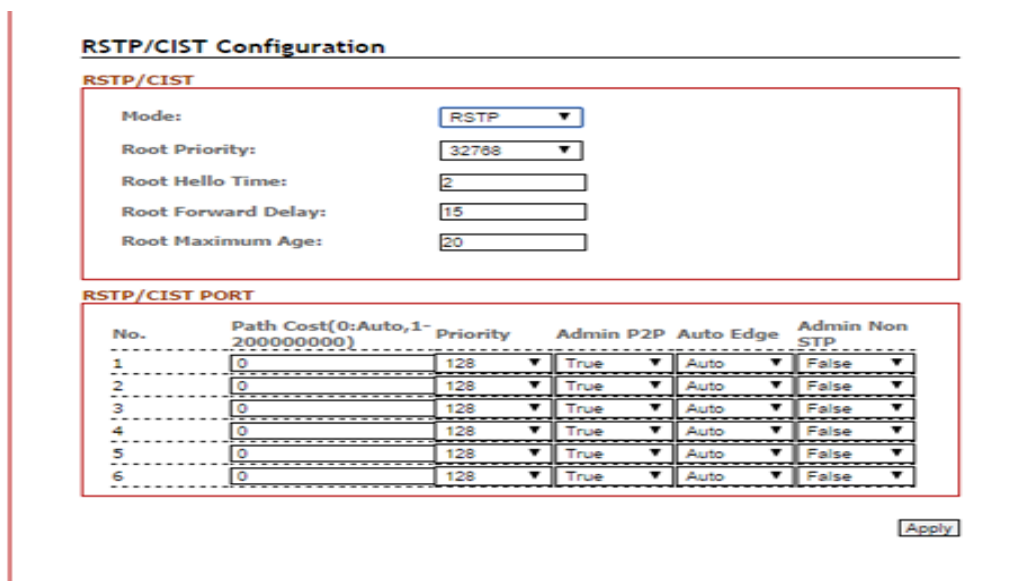 RSTP/CIST Configuration
RSTP/CIST
Mode: RSTP
Root Priority: 32768
Root Hello Time: 2
Root Forward Delay: 15
Root Maximum Age: 20
RSTP/CIST PORT
No. Path Cost(0:Auto,1-200000000) Priority Admin P2P Auto Edge Admin Non STP
1 0 128 True Auto False
2 0 128 True Auto False
3 0 128 True Auto False
4 0 128 True Auto False
5 0 128 True Auto False
6 0 128 True Auto False
Apply